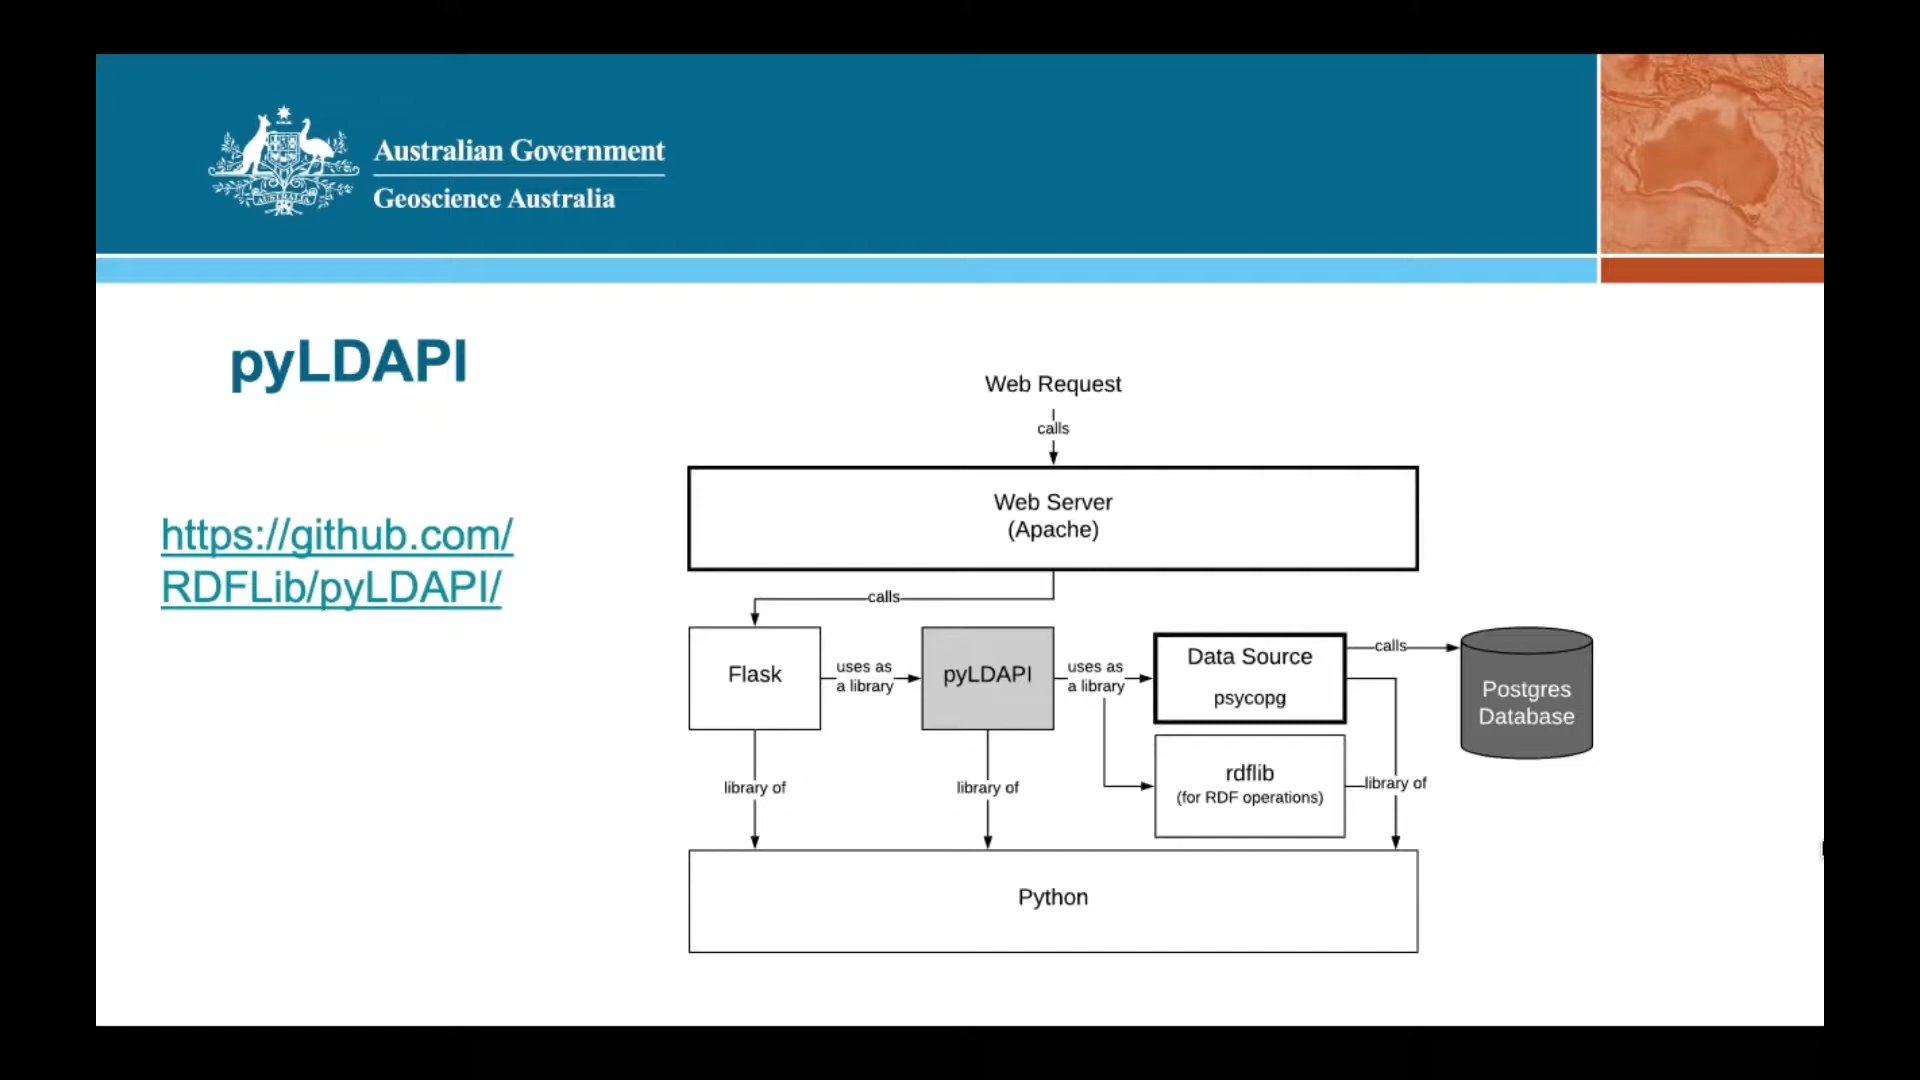 Australian Government
Geoscience Australia
AUSTRALIA
pyLDAPI
https://github.com/
RDFLib/pyLDAPI/
Web Request
calls
Web Server
(Apache)
calls
Flask
uses as
a library
pyLDAPI
uses as
a library
Data Source
psycopg
calls
Postgres
Database
rdflib
(for RDF operations)
library of
library of
library of
Python